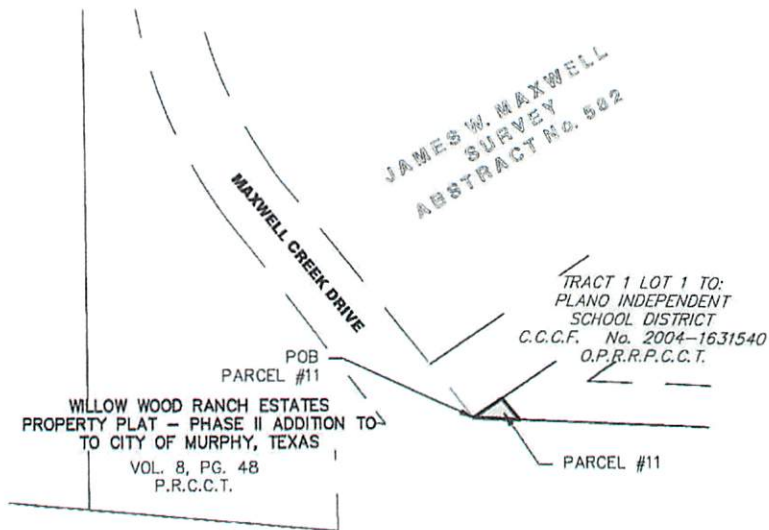 JAMES W. MAXWELL
SURVEY
ABSTRACT No. 582
MAXWELL CREEK DRIVE
TRACT 1 LOT 1 TO:
PLANO INDEPENDENT
SCHOOL DISTRICT
C.C.C.F. No. 2004-1631540
O.P.R.R.P.C.C.T.
POB
PARCEL #11
WILLOW WOOD RANCH ESTATES
PROPERTY PLAT - PHASE II ADDITION TO
TO CITY OF MURPHY, TEXAS
VOL. 8, PG. 48
P.R.C.C.T.
PARCEL #11